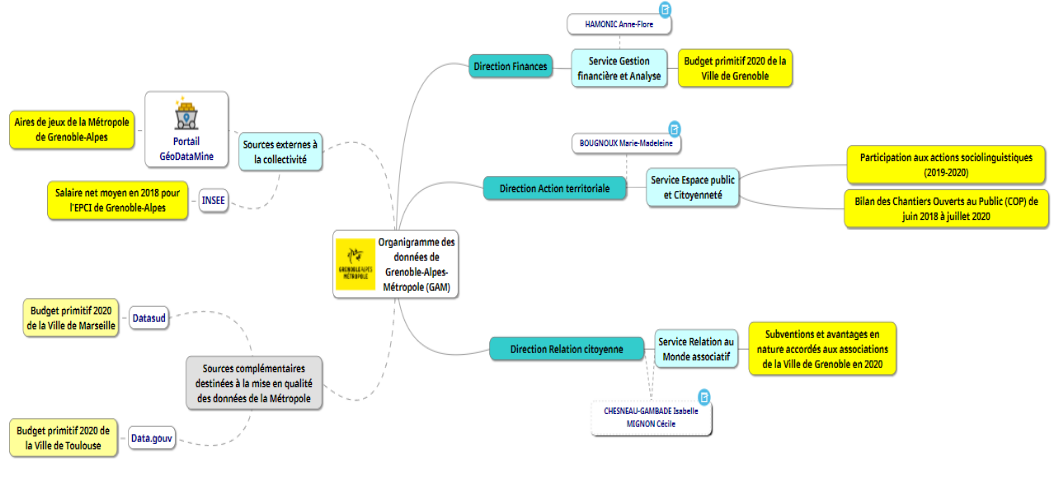 HAMONIC Anne-Flore
Direction Finances
Service Gestion
financière et Analyse
Budget primitif 2020 de la
Ville de Grenoble
Aires de jeux de la Métropole
de Grenoble-Alpes
Portail
GéoDataMine
Sources externes à
la collectivité
Salaire net moyen en 2018 pour
l'EPCI de Grenoble-Alpes
INSEE
BOUGNOUX Marie-Madeleine
Direction Action territoriale
Service Espace public
et Citoyenneté
Participation aux actions sociolinguistiques
(2019-2020)
Bilan des Chantiers Ouverts au Public (COP) de
juin 2018 à juillet 2020
GRENOBLEALPES
MÉTROPOLE
Organigramme des
données de
Grenoble-Alpes-
Métropole (GAM)
Budget primitif 2020
de la Ville de Marseille
Datasud
Sources complémentaires
destinées à la mise en qualité
des données de la Métropole
Budget primitif 2020 de
la Ville de Toulouse
Data.gouv
Direction Relation citoyenne
Service Relation au
Monde associatif
Subventions et avantages en
nature accordés aux associations
de la Ville de Grenoble en 2020
CHESNEAU-GAMBADE Isabelle
MIGNON Cécile